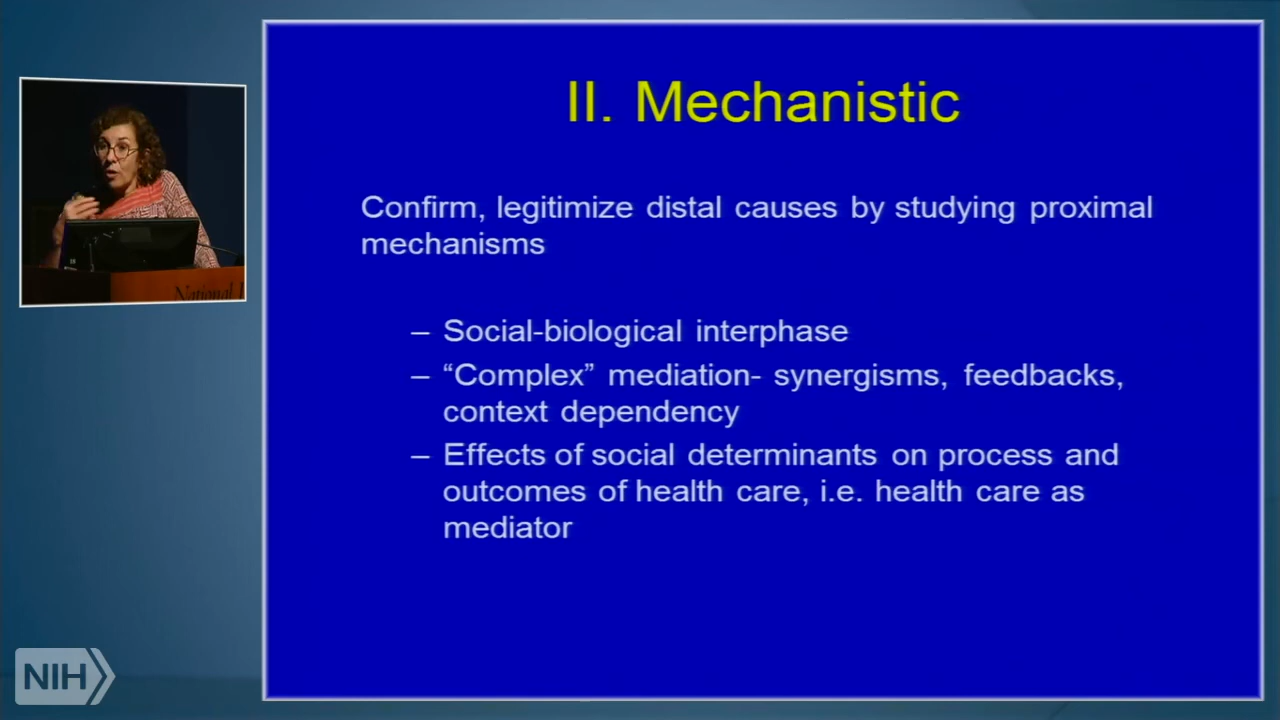 II. Mechanistic
Confirm, legitimize distal causes by studying proximal
mechanisms
– Social-biological interphase
– “Complex” mediation- synergisms, feedbacks,
context dependency
– Effects of social determinants on process and
outcomes of health care, i.e. health care as
mediator
National
NIH